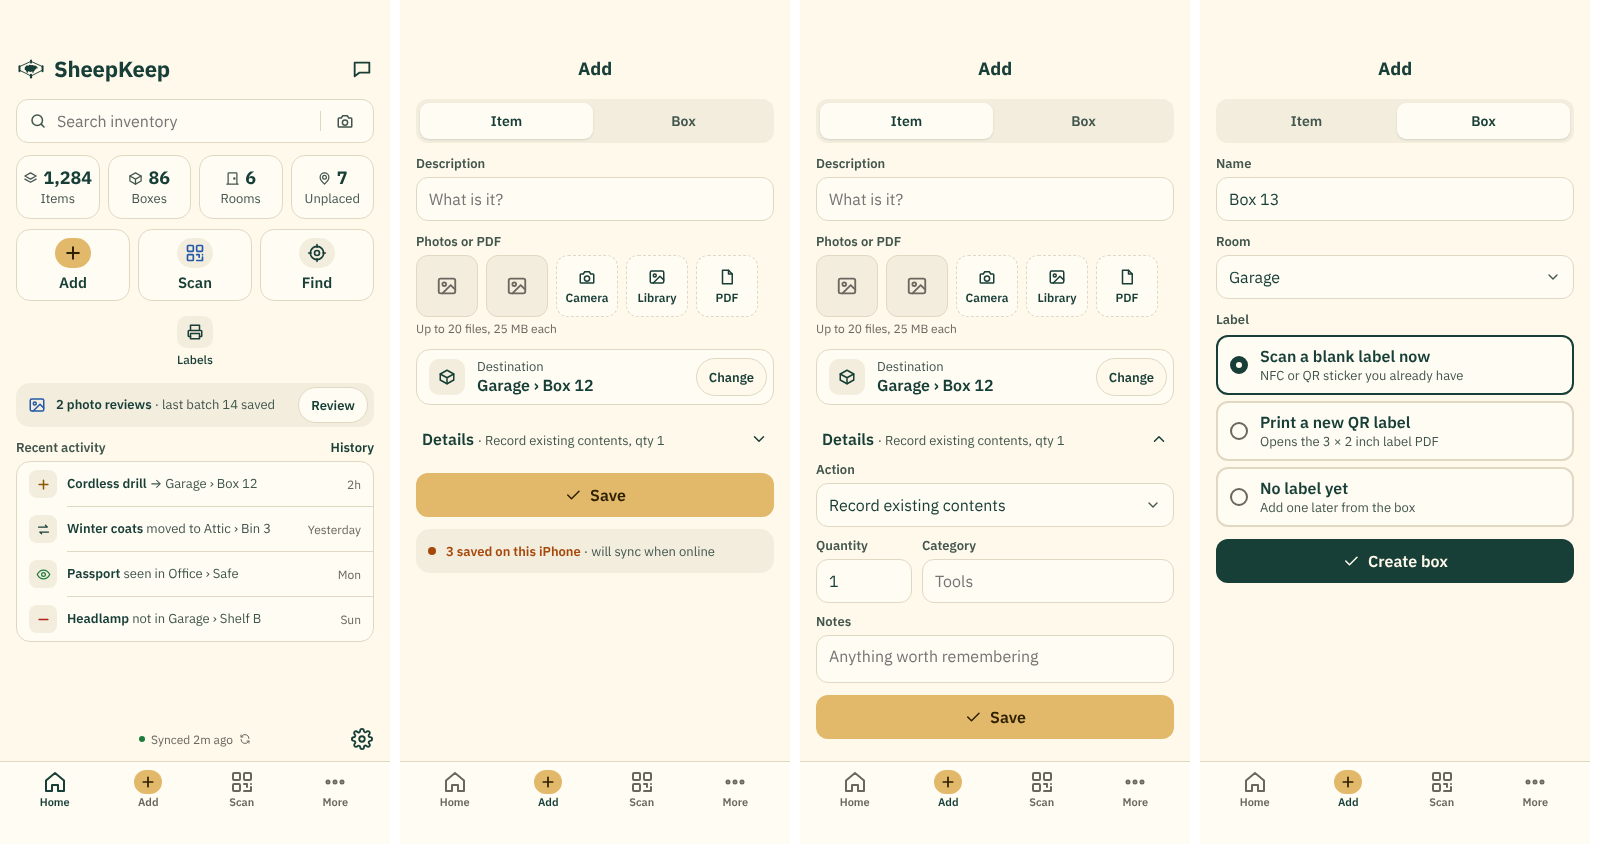 SheepKeep
Search inventory
1,284
Items
86
Boxes
6
Rooms
7
Unplaced
Add
Scan
Find
Labels
2 photo reviews · last batch 14 saved
Review
Recent activity
History
Cordless drill → Garage › Box 12
2h
Winter coats moved to Attic › Bin 3
Yesterday
Passport seen in Office › Safe
Mon
Headlamp not in Garage › Shelf B
Sun
Synced 2m ago
Home
Add
Scan
More
Add
Item
Box
Description
What is it?
Photos or PDF
Camera
Library
PDF
Up to 20 files, 25 MB each
Destination
Garage › Box 12
Change
Details · Record existing contents, qty 1
Save
3 saved on this iPhone · will sync when online
Home
Add
Scan
More
Add
Item
Box
Description
What is it?
Photos or PDF
Camera
Library
PDF
Up to 20 files, 25 MB each
Destination
Garage › Box 12
Change
Details · Record existing contents, qty 1
Action
Record existing contents
Quantity
Category
1
Tools
Notes
Anything worth remembering
Save
Home
Add
Scan
More
Add
Item
Box
Name
Box 13
Room
Garage
Label
Scan a blank label now
NFC or QR sticker you already have
Print a new QR label
Opens the 3 × 2 inch label PDF
No label yet
Add one later from the box
Create box
Home
Add
Scan
More